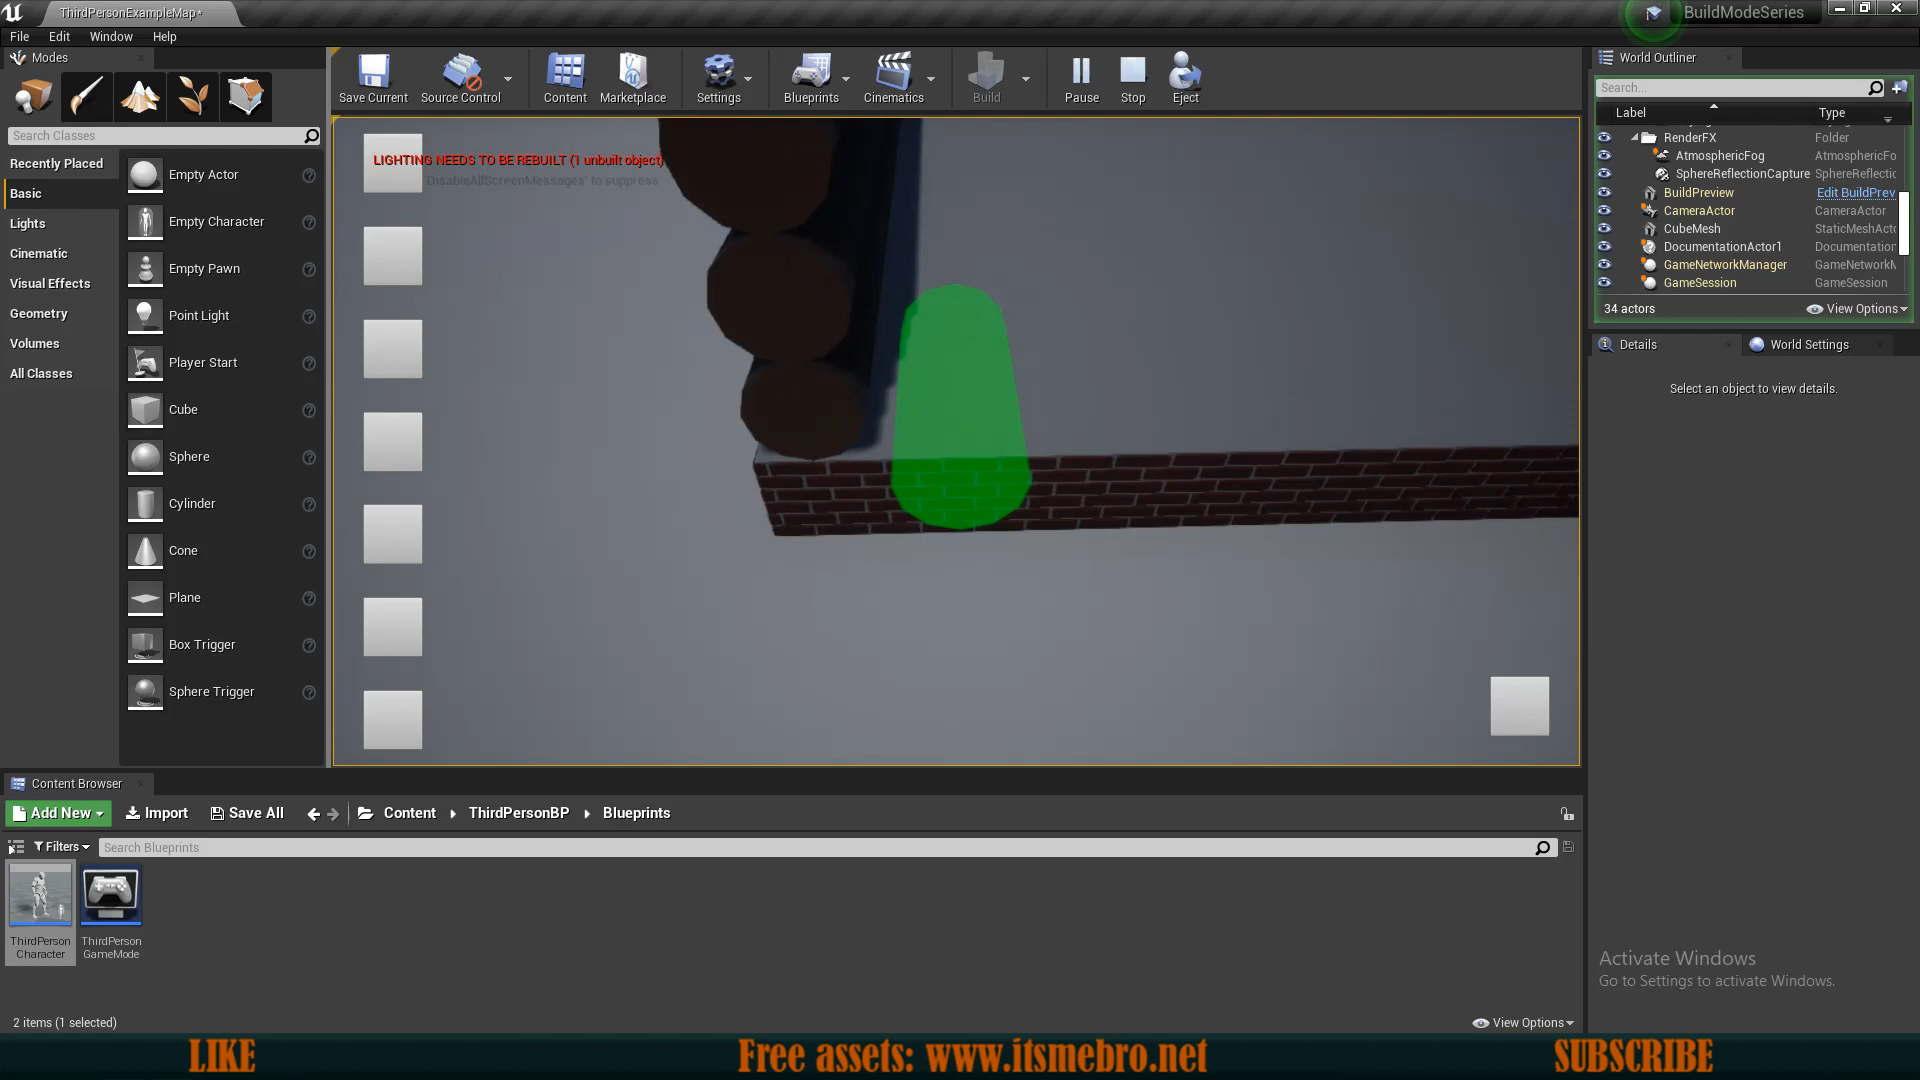 ThirdPersonExampleMap*
BuildModeSeries
File Edit Window Help
Modes
Save Current Source Control Content Marketplace Settings Blueprints Cinematics Build Pause Stop Eject
World Outliner
Search...
Label Type
Search Classes
Recently Placed
Basic
Lights
Cinematic
Visual Effects
Geometry
Volumes
All Classes
Empty Actor
Empty Character
Empty Pawn
Point Light
Player Start
Cube
Sphere
Cylinder
Cone
Plane
Box Trigger
Sphere Trigger
LIGHTING NEEDS TO BE REBUILT (1 unbuilt object)
'DisableAllScreenMessages' to suppress
RenderFX Folder
AtmosphericFog AtmosphericFo
SphereReflectionCapture SphereReflectic
BuildPreview Edit BuildPrev
CameraActor CameraActor
CubeMesh StaticMeshActo
DocumentationActor1 Documentation
GameNetworkManager GameNetworkM
GameSession GameSession
34 actors View Options
Details World Settings
Select an object to view details.
Content Browser
Add New Import Save All Content ThirdPersonBP Blueprints
Filters Search Blueprints
ThirdPerson
Character
ThirdPerson
GameMode
2 items (1 selected)
View Options
Activate Windows
Go to Settings to activate Windows.
LIKE Free assets: www.itsmebro.net SUBSCRIBE